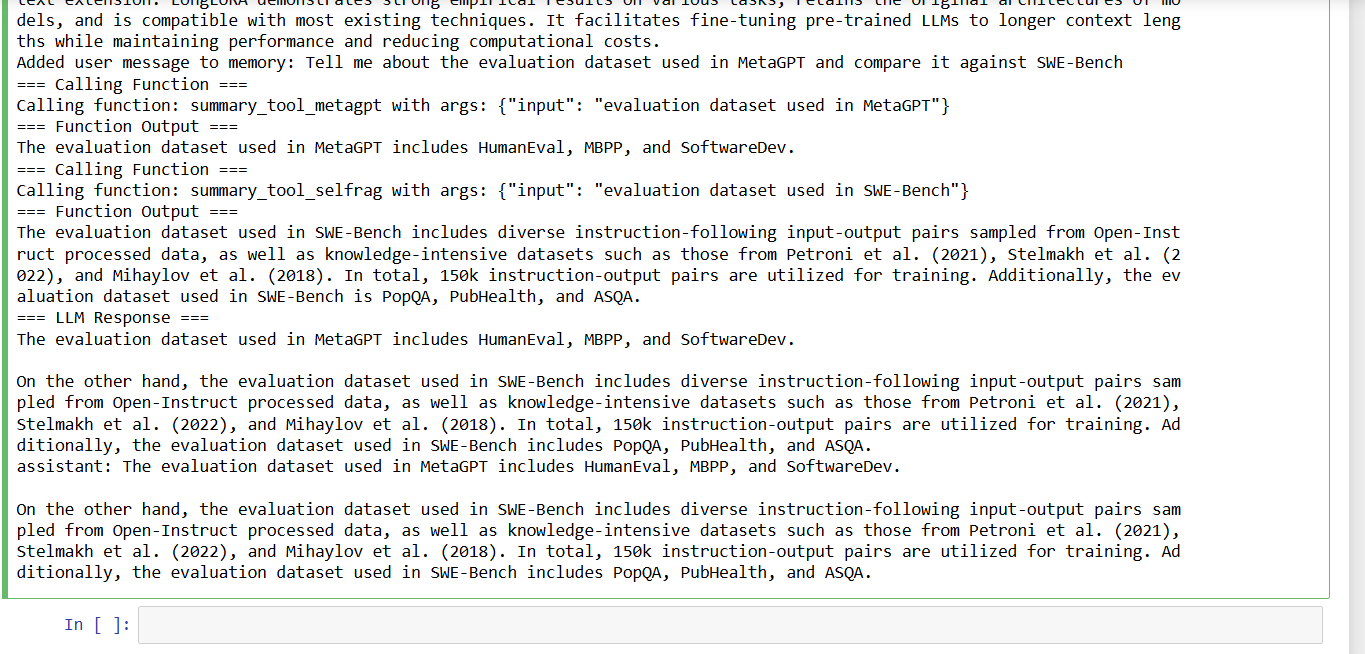 text extension. LongLoRA demonstrates strong empirical results on various tasks, retains the original architectures of mo
dels, and is compatible with most existing techniques. It facilitates fine-tuning pre-trained LLMs to longer context leng
ths while maintaining performance and reducing computational costs.
Added user message to memory: Tell me about the evaluation dataset used in MetaGPT and compare it against SWE-Bench
=== Calling Function ===
Calling function: summary_tool_metagpt with args: {"input": "evaluation dataset used in MetaGPT"}
=== Function Output ===
The evaluation dataset used in MetaGPT includes HumanEval, MBPP, and SoftwareDev.
=== Calling Function ===
Calling function: summary_tool_selfrag with args: {"input": "evaluation dataset used in SWE-Bench"}
=== Function Output ===
The evaluation dataset used in SWE-Bench includes diverse instruction-following input-output pairs sampled from Open-Inst
ruct processed data, as well as knowledge-intensive datasets such as those from Petroni et al. (2021), Stelmakh et al. (2
022), and Mihaylov et al. (2018). In total, 150k instruction-output pairs are utilized for training. Additionally, the ev
aluation dataset used in SWE-Bench is PopQA, PubHealth, and ASQA.
=== LLM Response ===
The evaluation dataset used in MetaGPT includes HumanEval, MBPP, and SoftwareDev.
On the other hand, the evaluation dataset used in SWE-Bench includes diverse instruction-following input-output pairs sam
pled from Open-Instruct processed data, as well as knowledge-intensive datasets such as those from Petroni et al. (2021),
Stelmakh et al. (2022), and Mihaylov et al. (2018). In total, 150k instruction-output pairs are utilized for training. Ad
ditionally, the evaluation dataset used in SWE-Bench includes PopQA, PubHealth, and ASQA.
assistant: The evaluation dataset used in MetaGPT includes HumanEval, MBPP, and SoftwareDev.
On the other hand, the evaluation dataset used in SWE-Bench includes diverse instruction-following input-output pairs sam
pled from Open-Instruct processed data, as well as knowledge-intensive datasets such as those from Petroni et al. (2021),
Stelmakh et al. (2022), and Mihaylov et al. (2018). In total, 150k instruction-output pairs are utilized for training. Ad
ditionally, the evaluation dataset used in SWE-Bench includes PopQA, PubHealth, and ASQA.
In [ ]: